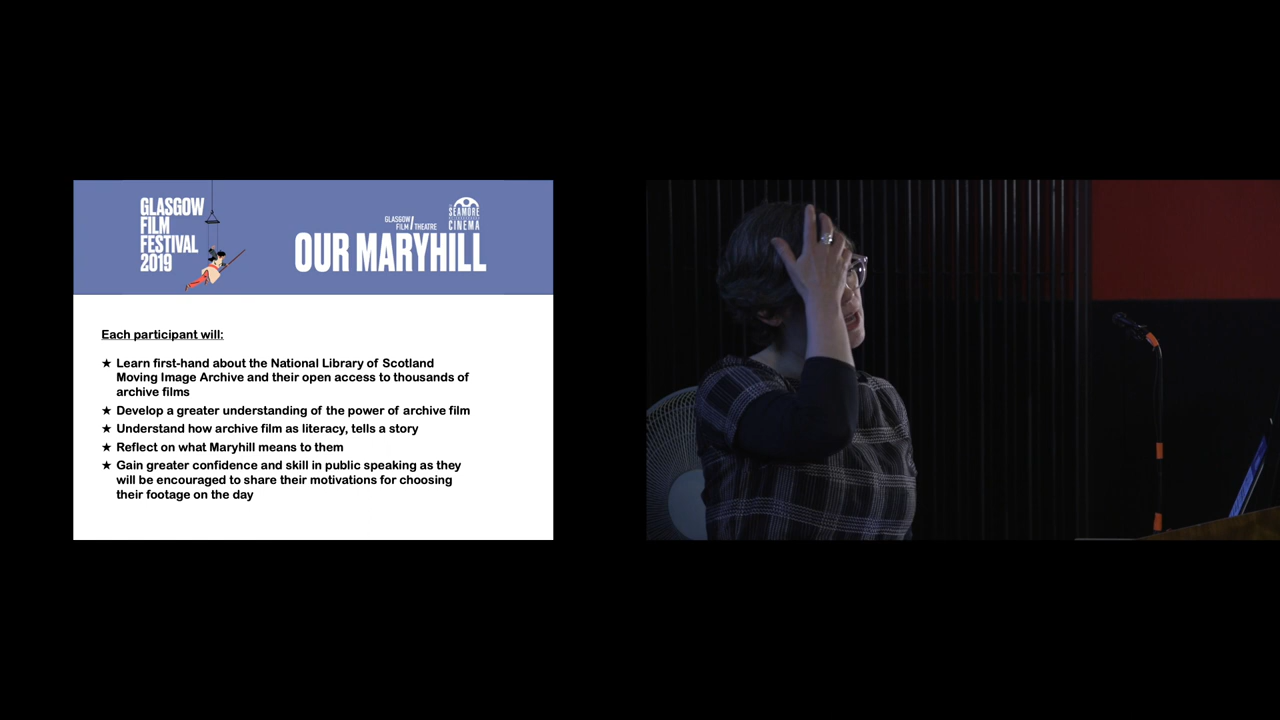 GLASGOW
FILM
FESTIVAL
2019
GLASGOW
FILM THEATRE
SEAMORE
CINEMA
OUR MARYHILL
Each participant will:
★ Learn first-hand about the National Library of Scotland
Moving Image Archive and their open access to thousands of
archive films
★ Develop a greater understanding of the power of archive film
★ Understand how archive film as literacy, tells a story
★ Reflect on what Maryhill means to them
★ Gain greater confidence and skill in public speaking as they
will be encouraged to share their motivations for choosing
their footage on the day